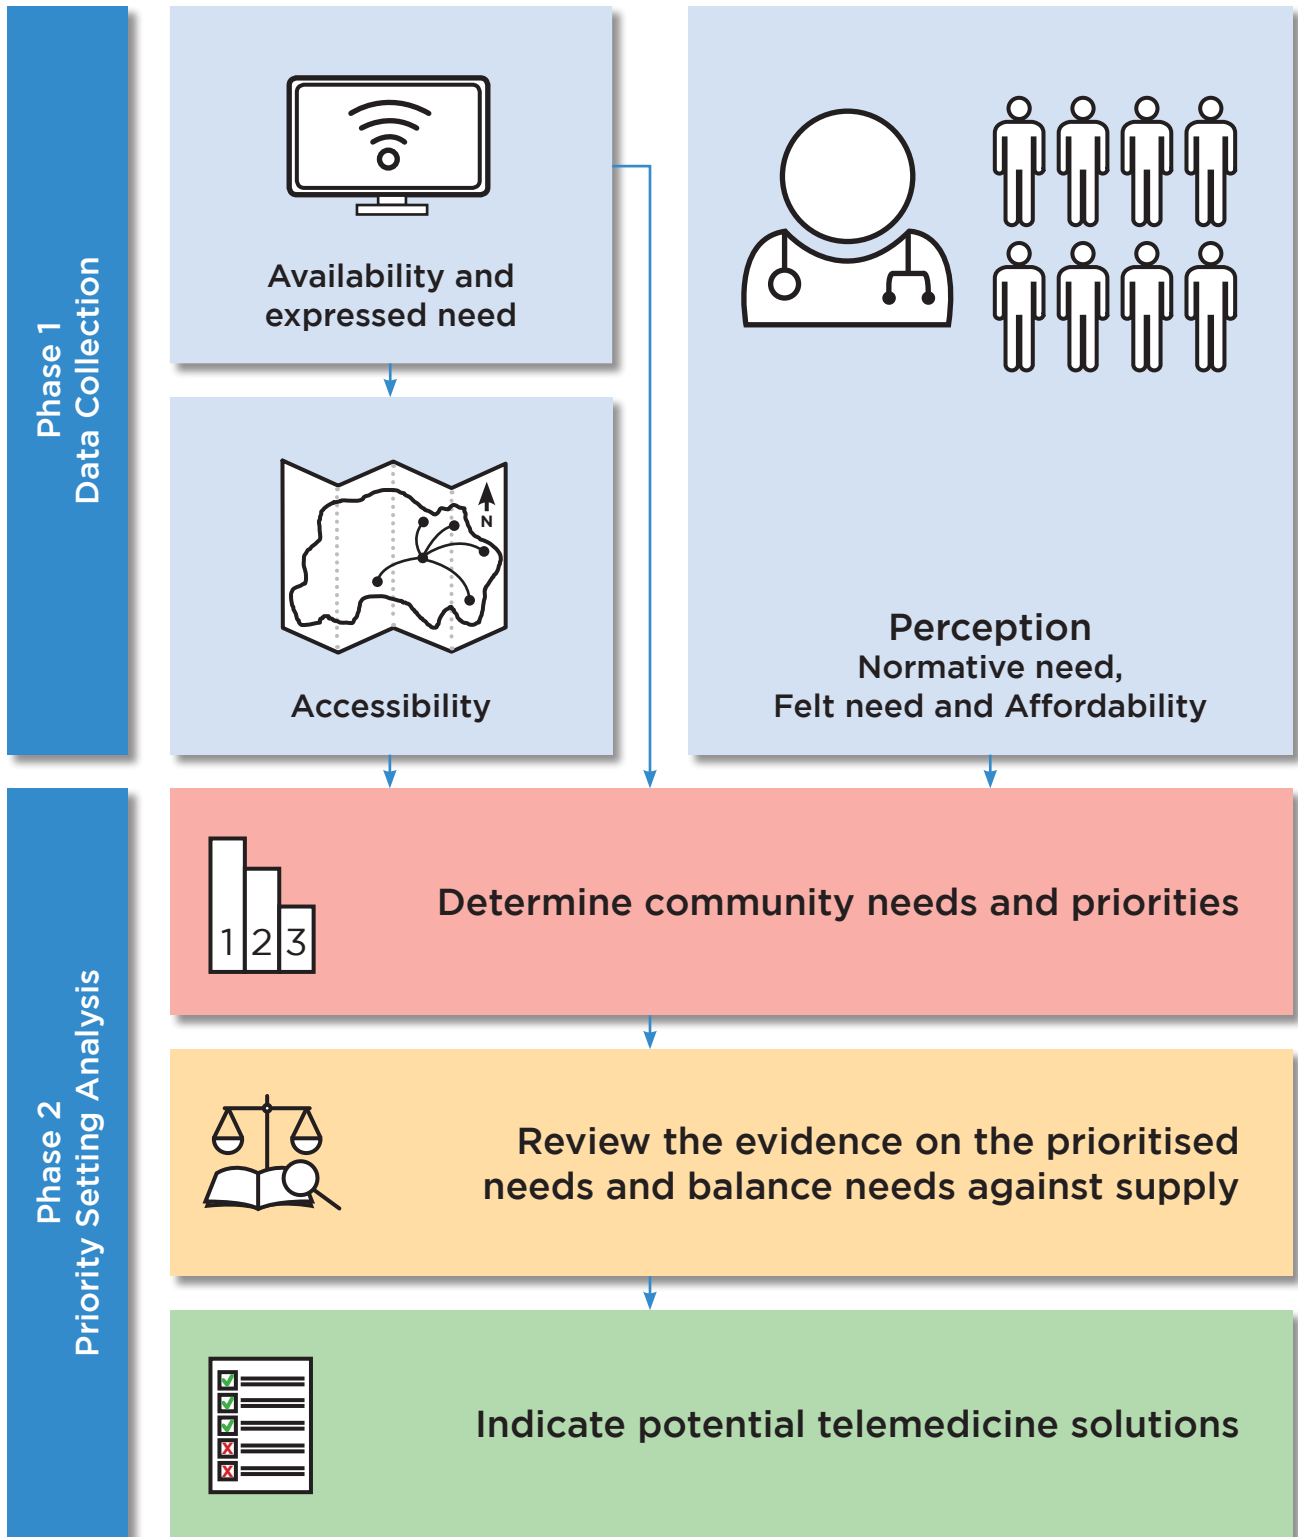 Phase 1
Data Collection
Availability and
expressed need
N
Accessibility
Perception
Normative need,
Felt need and Affordability
Phase 2
Priority Setting Analysis
1 2 3
Determine community needs and priorities
Review the evidence on the prioritised
needs and balance needs against supply
Indicate potential telemedicine solutions